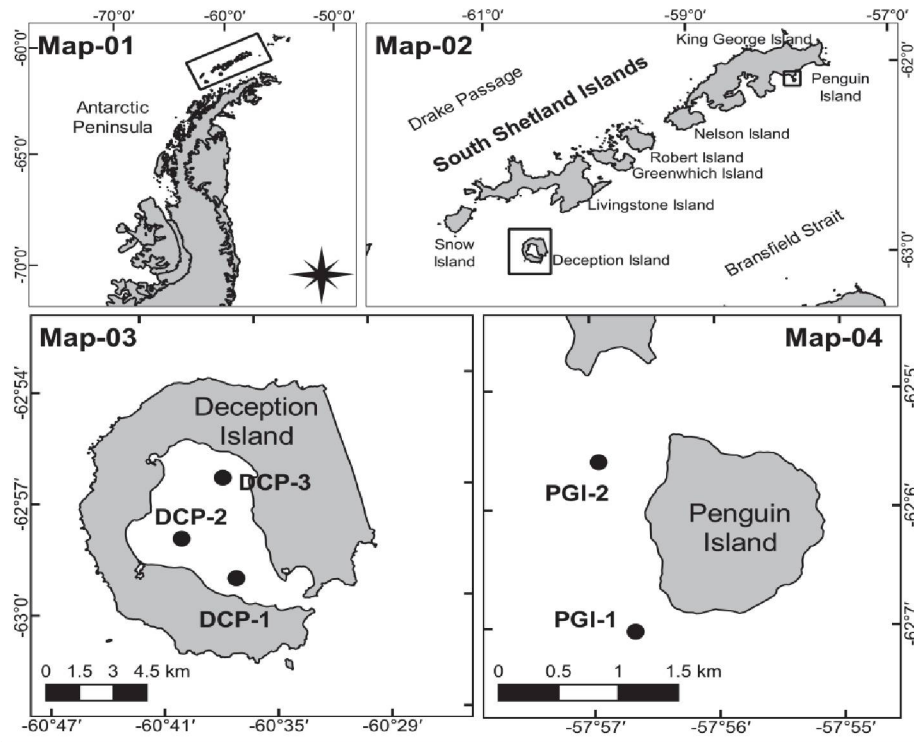 -70°0' -60°0' -50°0'
Map-01
-60°0'
-65°0'
-70°0'
Antarctic
Peninsula
-61°0' -59°0' -57°0'
Map-02
King George Island
-62°0'
Penguin
Island
Drake Passage
South Shetland Islands
Nelson Island
Robert Island
Greenwhich Island
Livingstone Island
Snow
Island
Deception Island
Bransfield Strait
-63°0'
Map-03
-62°54'
Deception
Island
DCP-3
-62°57'
DCP-2
DCP-1
-63°0'
0 1.5 3 4.5 km
-60°47' -60°41' -60°35' -60°29'
Map-04
-62°5'
PGI-2
-62°6'
Penguin
Island
PGI-1
-62°7'
0 0.5 1 1.5 km
-57°57' -57°56' -57°55'